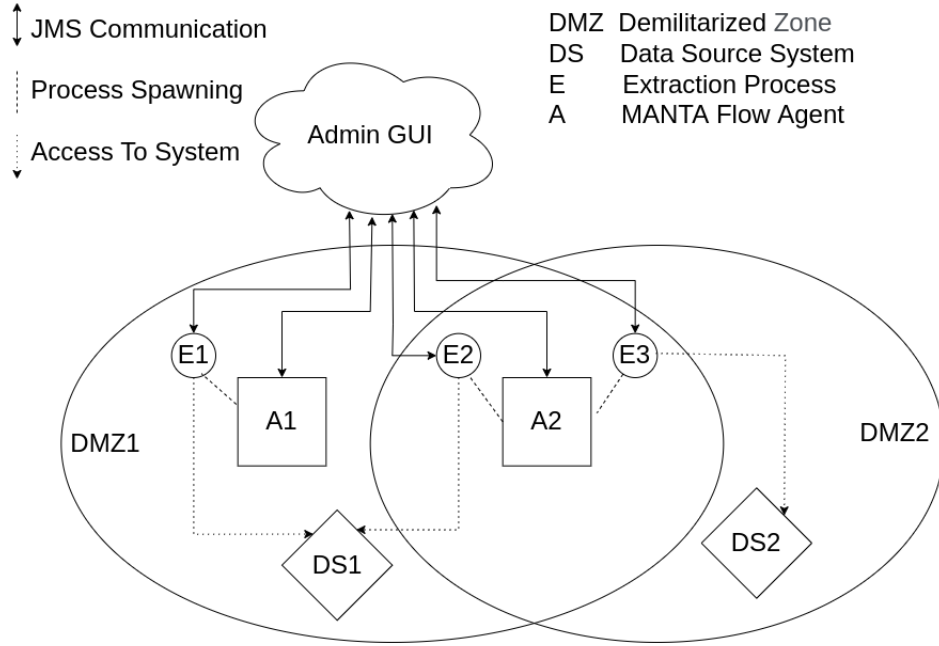 JMS Communication
Process Spawning
Access To System
DMZ Demilitarized Zone
DS Data Source System
E Extraction Process
A MANTA Flow Agent
Admin GUI
E1
E2
E3
A1
A2
DMZ1
DMZ2
DS1
DS2